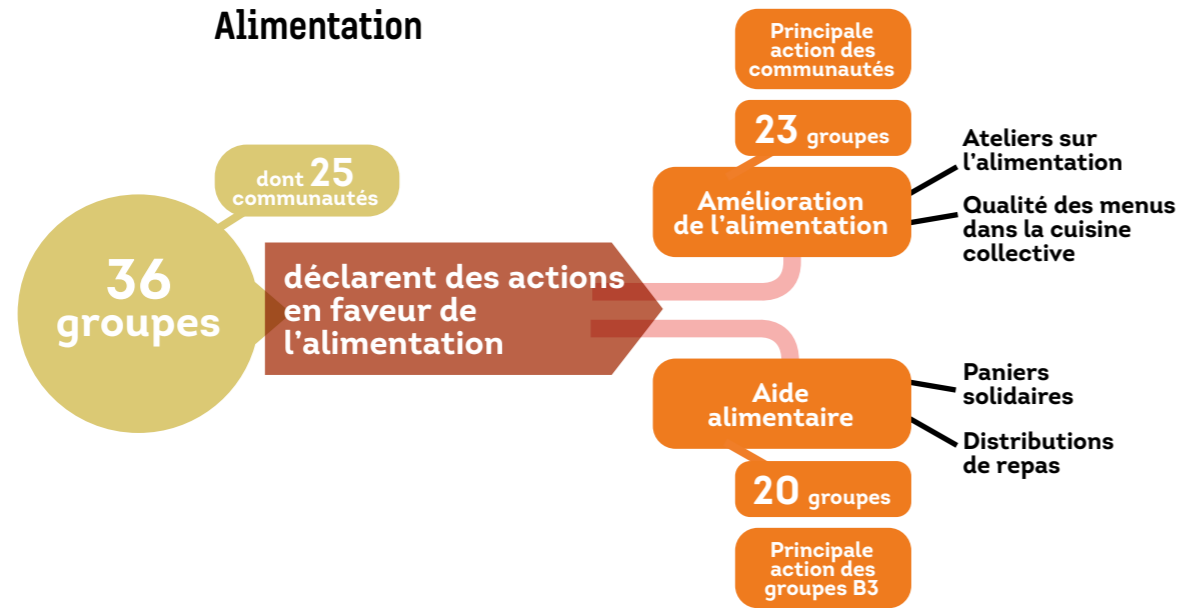 Alimentation
36
groupes
dont 25
communautés
déclarent des actions
en faveur de
l'alimentation
Principale
action des
communautés
23 groupes
Amélioration
de l'alimentation
Ateliers sur
l'alimentation
Qualité des menus
dans la cuisine
collective
Aide
alimentaire
Paniers
solidaires
Distributions
de repas
20 groupes
Principale
action des
groupes B3